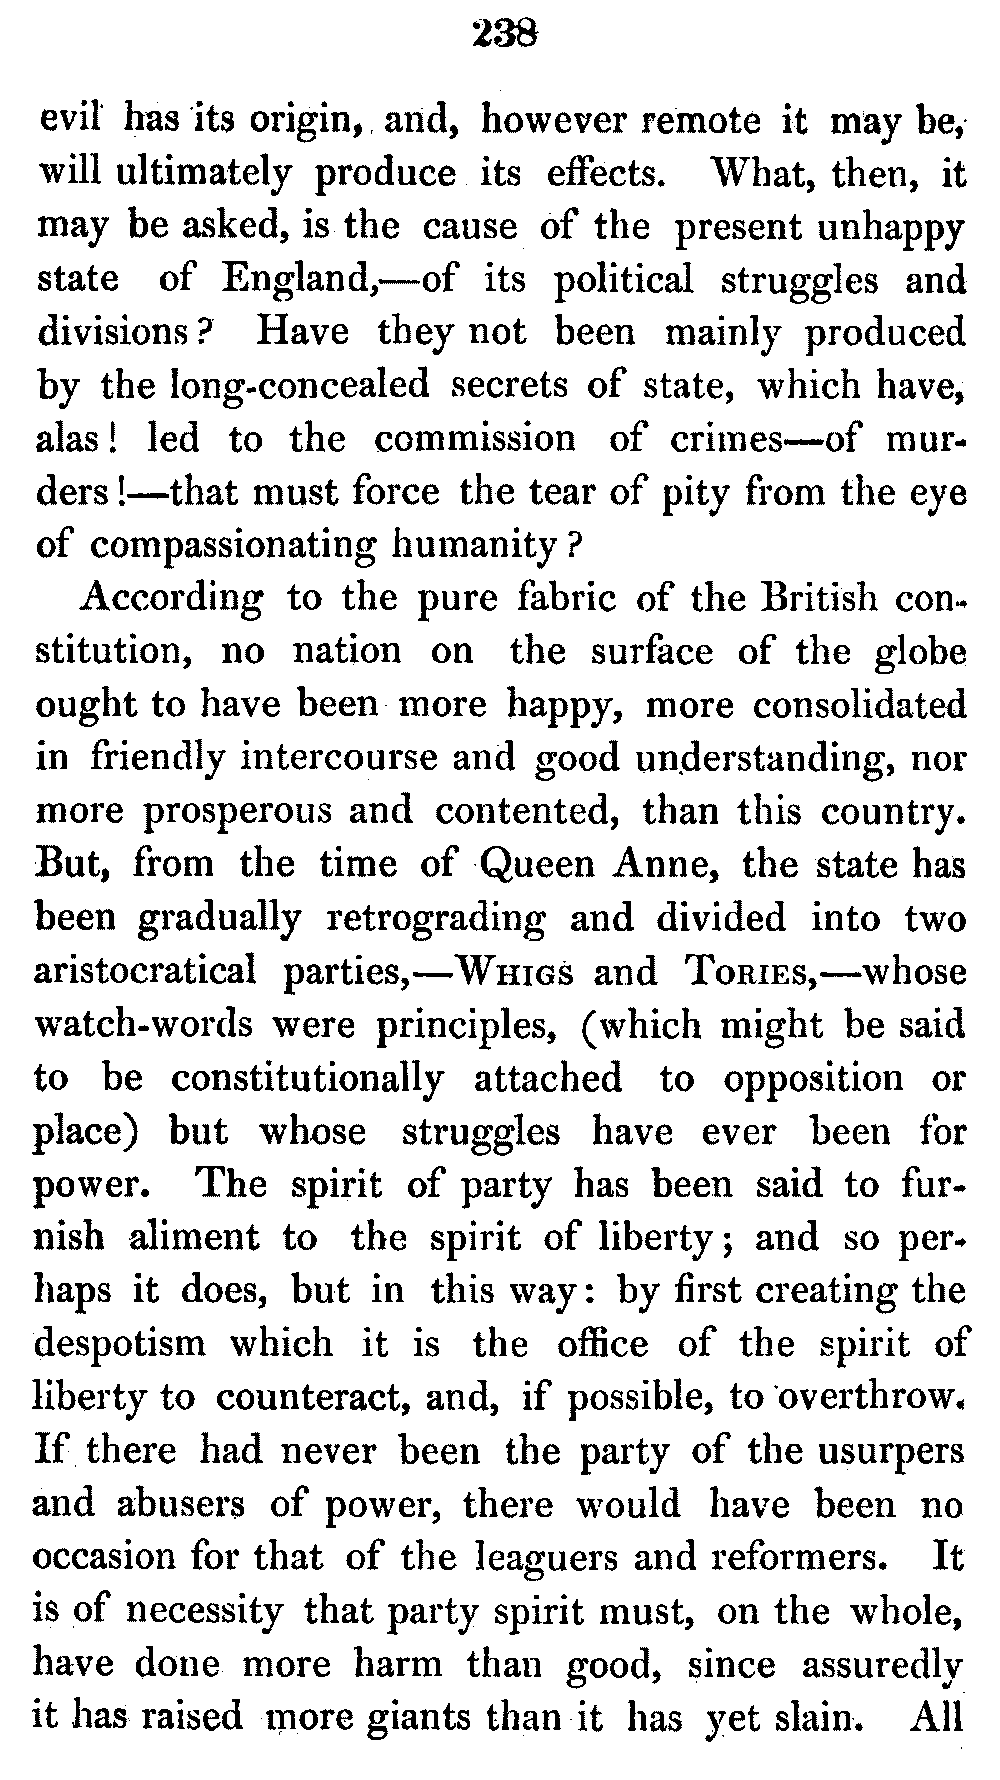 238
evil has its origin, and, however remote it may be,
will ultimately produce its effects. What, then, it
may be asked, is the cause of the present unhappy
state of England,—of its political struggles and
divisions? Have they not been mainly produced
by the long-concealed secrets of state, which have,
alas! led to the commission of crimes—of mur-
ders!—that must force the tear of pity from the eye
of compassionating humanity?
According to the pure fabric of the British con-
stitution, no nation on the surface of the globe
ought to have been more happy, more consolidated
in friendly intercourse and good understanding, nor
more prosperous and contented, than this country.
But, from the time of Queen Anne, the state has
been gradually retrograding and divided into two
aristocratical parties,—WHIGS and TORIES,—whose
watch-words were principles, (which might be said
to be constitutionally attached to opposition or
place) but whose struggles have ever been for
power. The spirit of party has been said to fur-
nish aliment to the spirit of liberty; and so per-
haps it does, but in this way: by first creating the
despotism which it is the office of the spirit of
liberty to counteract, and, if possible, to overthrow.
If there had never been the party of the usurpers
and abusers of power, there would have been no
occasion for that of the leaguers and reformers. It
is of necessity that party spirit must, on the whole,
have done more harm than good, since assuredly
it has raised more giants than it has yet slain. All